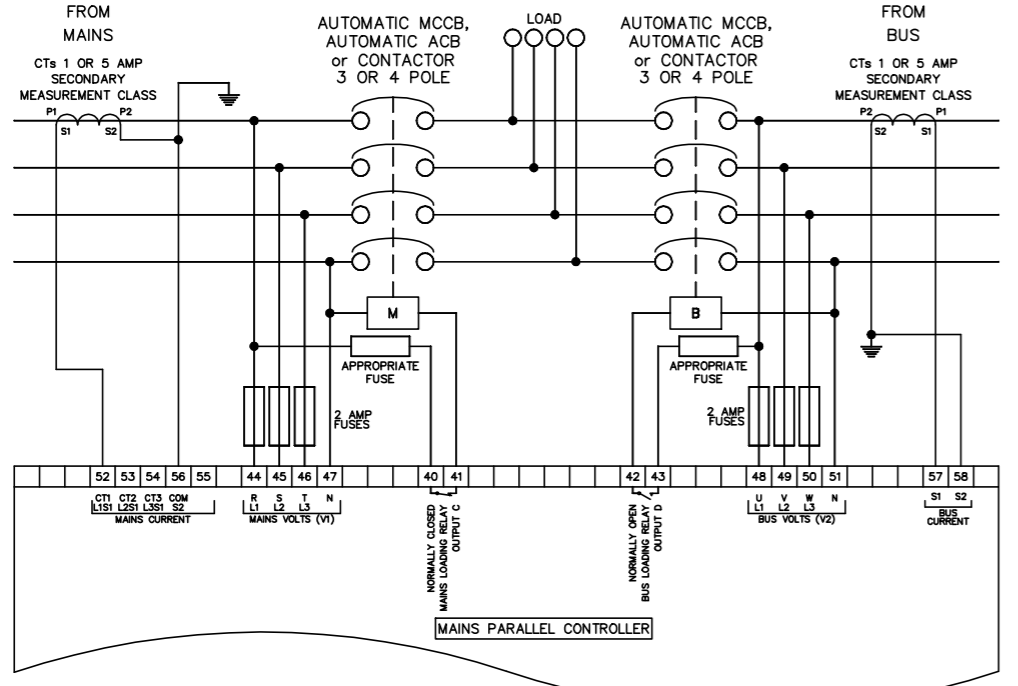 FROM
MAINS
CTs 1 OR 5 AMP
SECONDARY
MEASUREMENT CLASS
P1
P2
S1
S2
AUTOMATIC MCCB,
AUTOMATIC ACB
or CONTACTOR
3 OR 4 POLE
LOAD
AUTOMATIC MCCB,
AUTOMATIC ACB
or CONTACTOR
3 OR 4 POLE
FROM
BUS
CTs 1 OR 5 AMP
SECONDARY
MEASUREMENT CLASS
P2
P1
S2
S1
M
B
APPROPRIATE
FUSE
APPROPRIATE
FUSE
2 AMP
FUSES
2 AMP
FUSES
52 53 54 56 55 44 45 46 47 40 41 42 43 48 49 50 51 57 58
CT1 CT2 CT3 COM
L1S1 L2S1 L3S1 S2
MAINS CURRENT
R S T N
L1 L2 L3
MAINS VOLTS (V1)
NORMALLY CLOSED
MAINS LOADING RELAY
OUTPUT C
NORMALLY OPEN
BUS LOADING RELAY
OUTPUT D
U V W N
L1 L2 L3
BUS VOLTS (V2)
S1 S2
BUS
CURRENT
MAINS PARALLEL CONTROLLER